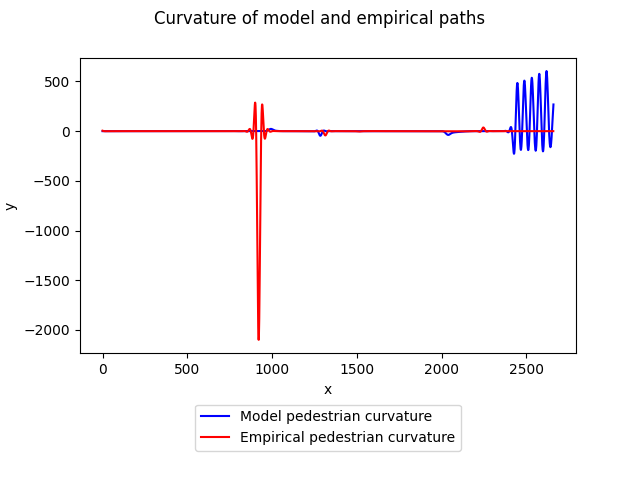 Curvature of model and empirical paths
500
0
−500
−1000
−1500
−2000
y
0 500 1000 1500 2000 2500
x
Model pedestrian curvature
Empirical pedestrian curvature